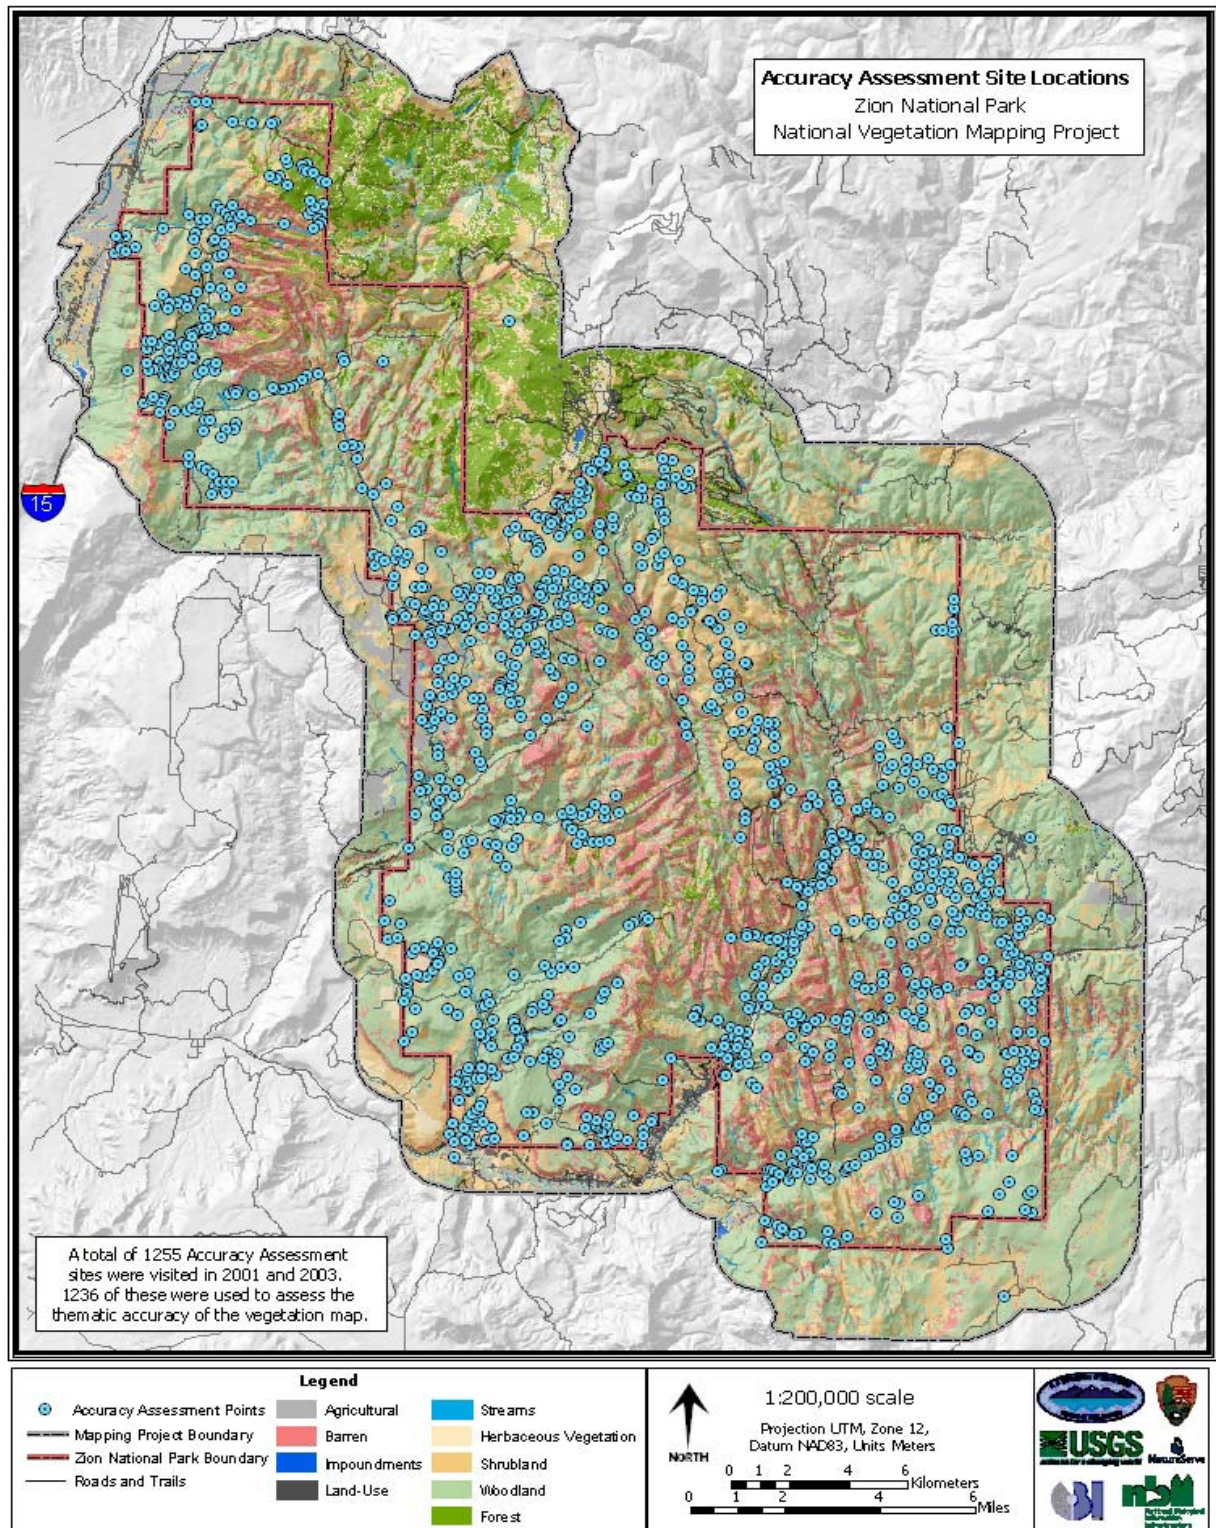 Accuracy Assessment Site Locations
Zion National Park
National Vegetation Mapping Project
15
A total of 1255 Accuracy Assessment
sites were visited in 2001 and 2003.
1236 of these were used to assess the
thematic accuracy of the vegetation map.
Legend
Accuracy Assessment Points
Mapping Project Boundary
Zion National Park Boundary
Roads and Trails
Agricultural
Barren
Impoundments
Land-Use
Streams
Herbaceous Vegetation
Shrubland
Woodland
Forest
NORTH
1:200,000 scale
Projection UTM, Zone 12,
Datum NAD83, Units Meters
0 1 2 4 6
Kilometers
0 1 2 4 6
Miles
USGS
NatureServe
nbii